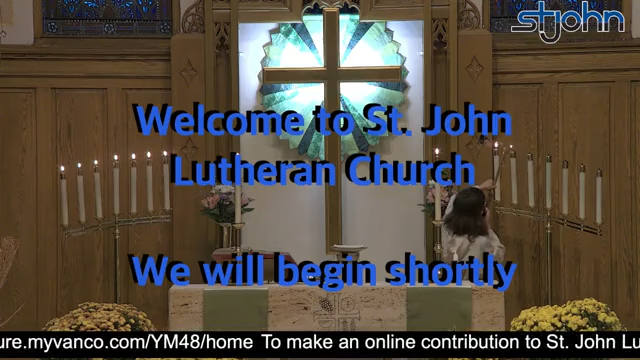 stjohn
Welcome to St. John
Lutheran Church
We will begin shortly
ure.myvanco.com/YM48/home To make an online contribution to St. John Lu